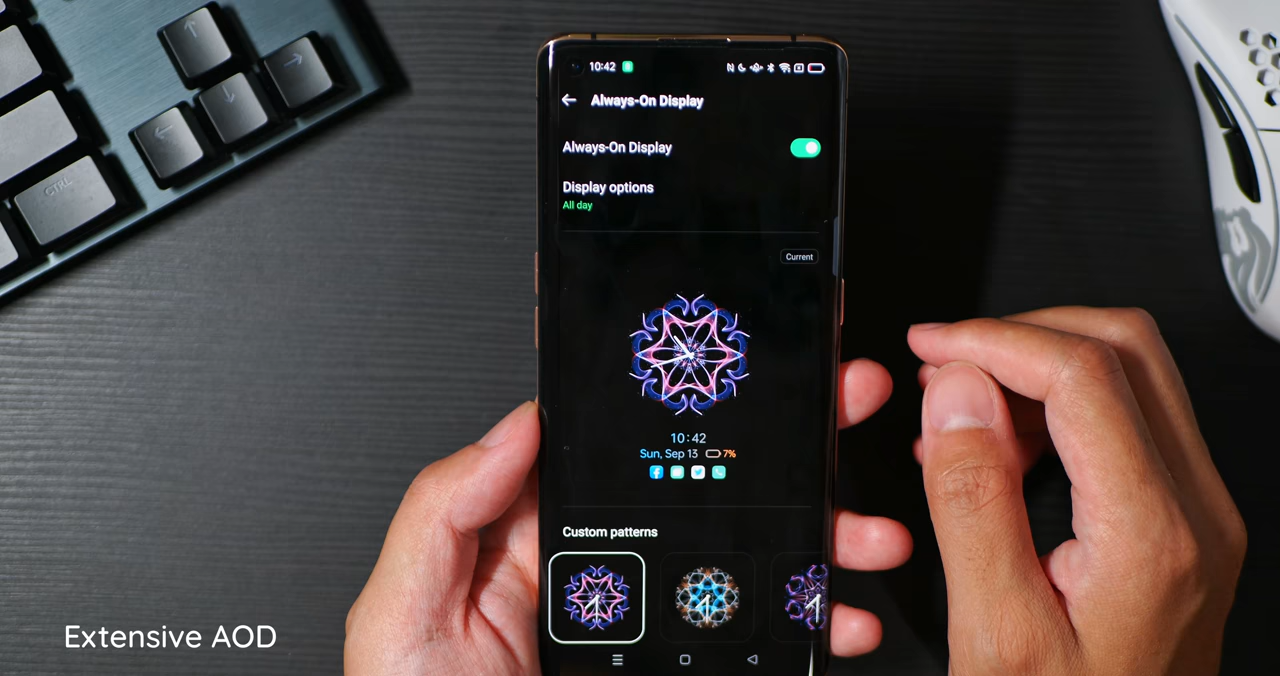 CTRL
10:42
Always-On Display
Always-On Display
Display options
All day
Current
10:42
Sun, Sep 13 7%
Custom patterns
Extensive AOD